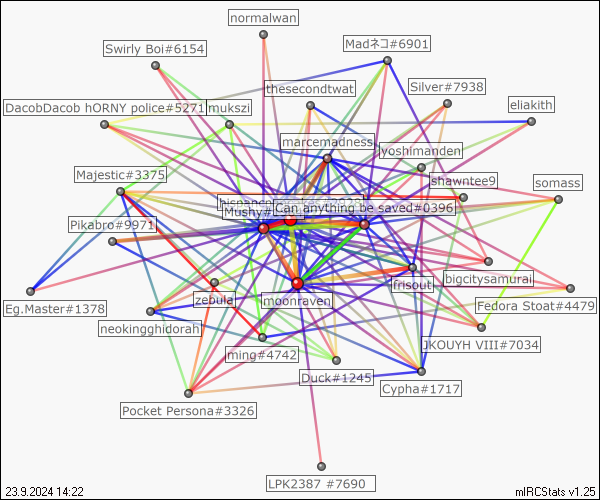 normalwan
Swirly Boi#6154
Madネコ#6901
thesecondtwat
Silver#7938
DacobDacob hORNY police#5271
mukszi
eliakith
marcemadness
yoshimanden
Majestic#3375
shawntee9
somass
Mushy#
Can anything be saved#0396
Pikabro#9971
bigcitysamurai
frisout
Eg.Master#1378
zebula
moonraven
Fedora Stoat#4479
neokingghidorah
JKOUYH VIII#7034
ming#4742
Duck#1245
Cypha#1717
Pocket Persona#3326
LPK2387 #7690
23.9.2024 14:22
mIRCStats v1.25